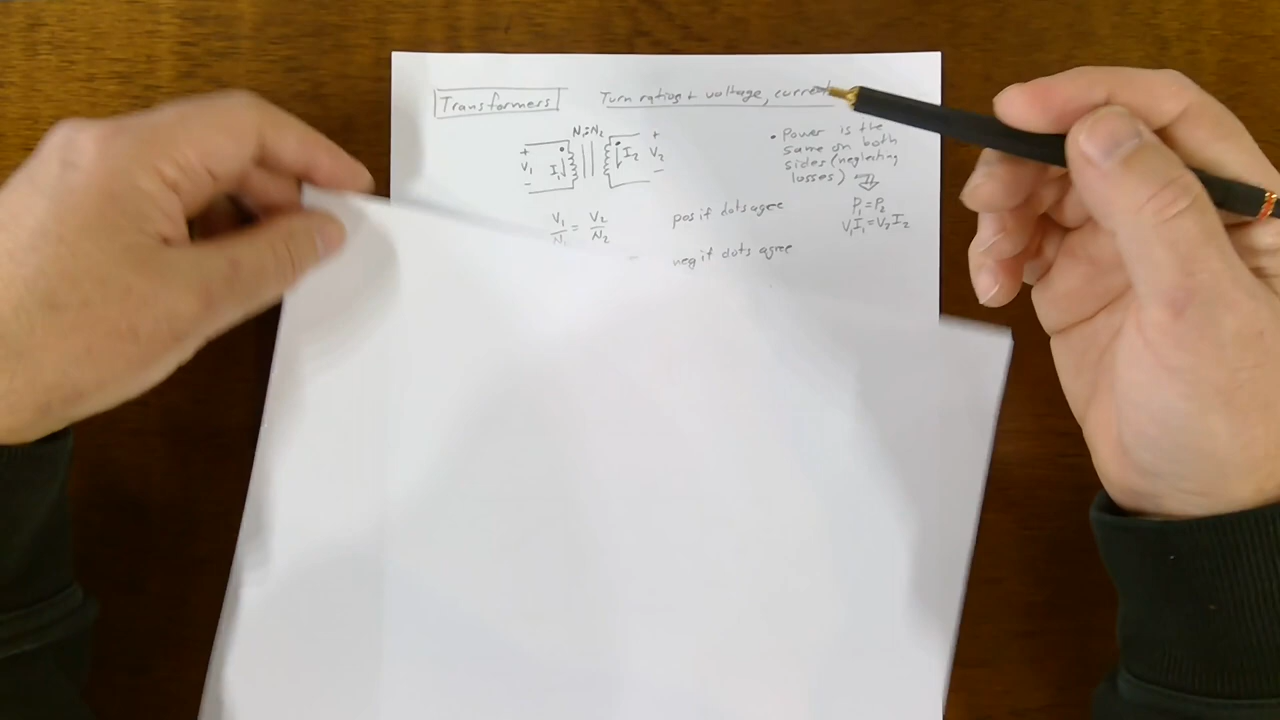 Transformers
Turn ratios + voltage, current
N₁:N₂
+ + 
V₁ I₁ I₂ V₂
- -
V₁/N₁ = V₂/N₂
pos if dots agree
neg if dots agree
• Power is the
same on both
sides (neglecting
losses)
P₁ = P₂
V₁I₁ = V₂I₂